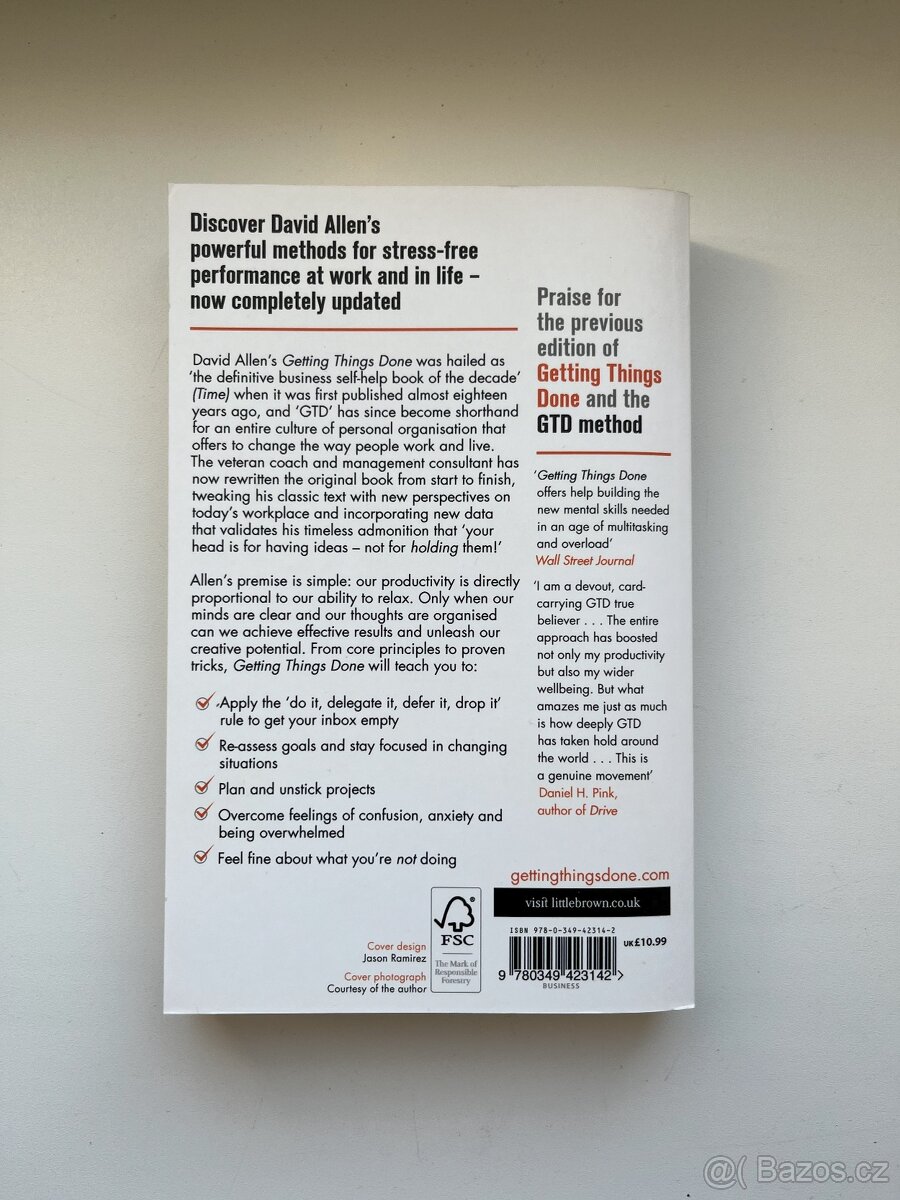 Discover David Allen's
powerful methods for stress-free
performance at work and in life –
now completely updated
David Allen's Getting Things Done was hailed as
'the definitive business self-help book of the decade'
(Time) when it was first published almost eighteen
years ago, and 'GTD' has since become shorthand
for an entire culture of personal organisation that
offers to change the way people work and live.
The veteran coach and management consultant has
now rewritten the original book from start to finish,
tweaking his classic text with new perspectives on
today's workplace and incorporating new data
that validates his timeless admonition that 'your
head is for having ideas – not for holding them!'
Allen's premise is simple: our productivity is directly
proportional to our ability to relax. Only when our
minds are clear and our thoughts are organised
can we achieve effective results and unleash our
creative potential. From core principles to proven
tricks, Getting Things Done will teach you to:
Apply the 'do it, delegate it, defer it, drop it'
rule to get your inbox empty
Re-assess goals and stay focused in changing
situations
Plan and unstick projects
Overcome feelings of confusion, anxiety and
being overwhelmed
Feel fine about what you're not doing
Praise for
the previous
edition of
Getting Things
Done and the
GTD method
'Getting Things Done
offers help building the
new mental skills needed
in an age of multitasking
and overload'
Wall Street Journal
'I am a devout, card-
carrying GTD true
believer . . . The entire
approach has boosted
not only my productivity
but also my wider
wellbeing. But what
amazes me just as much
is how deeply GTD
has taken hold around
the world . . . This is
a genuine movement'
Daniel H. Pink,
author of Drive
gettingthingsdone.com
visit littlebrown.co.uk
ISBN 978-0-349-42314-2
UK £10.99
9 780349 423142 >
BUSINESS
Cover design
Jason Ramirez
Cover photograph
Courtesy of the author
®
FSC
The Mark of
Responsible
Forestry
@( Bazos.cz